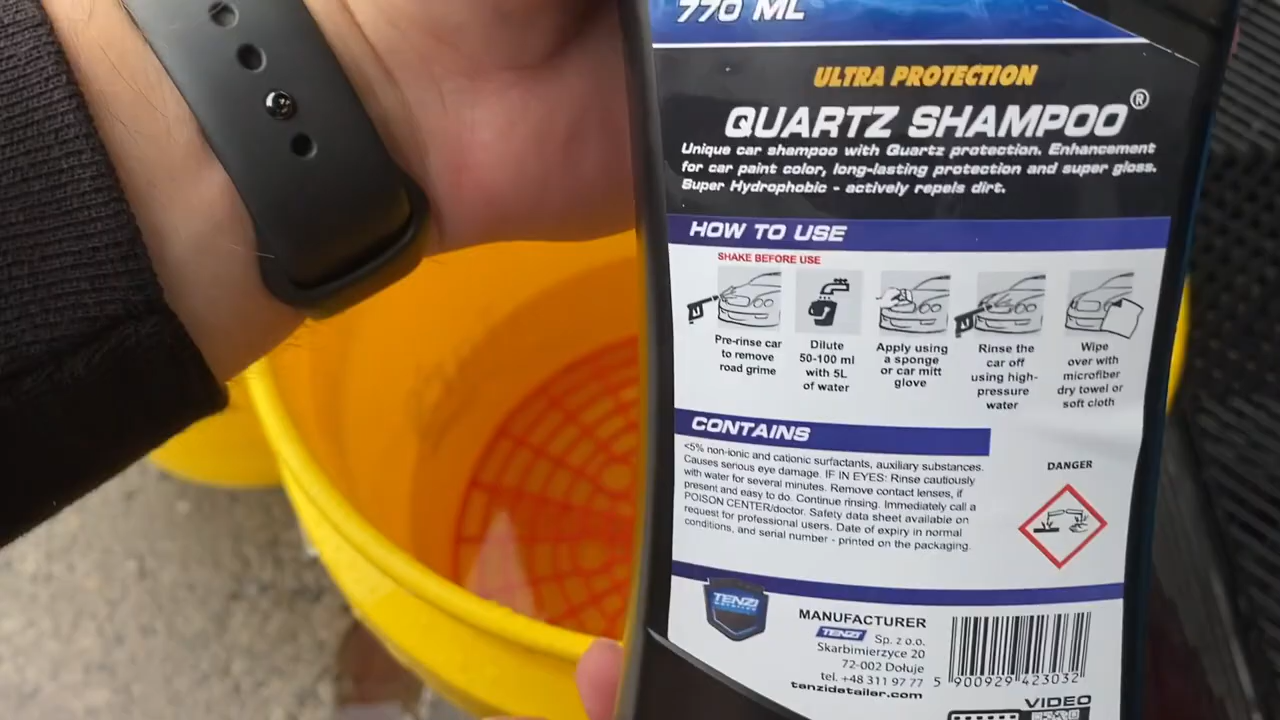 770 ML
ULTRA PROTECTION
QUARTZ SHAMPOO®
Unique car shampoo with Quartz protection. Enhancement
for car paint color, long-lasting protection and super gloss.
Super Hydrophobic - actively repels dirt.
HOW TO USE
SHAKE BEFORE USE
Pre-rinse car
to remove
road grime
Dilute
50-100 ml
with 5L
of water
Apply using
a sponge
or car mitt
glove
Rinse the
car off
using high-
pressure
water
Wipe
over with
microfiber
dry towel or
soft cloth
CONTAINS
<5% non-ionic and cationic surfactants, auxiliary substances.
Causes serious eye damage. IF IN EYES: Rinse cautiously
with water for several minutes. Remove contact lenses, if
present and easy to do. Continue rinsing. Immediately call a
POISON CENTER/doctor. Safety data sheet available on
request for professional users. Date of expiry in normal
conditions, and serial number - printed on the packaging.
DANGER
TENZI
MANUFACTURER
TENZI Sp. z o.o.
Skarbimierzyce 20
72-002 Dołuje
tel. +48 311 97 77
tenzidetailer.com
5 900929 423032
VIDEO